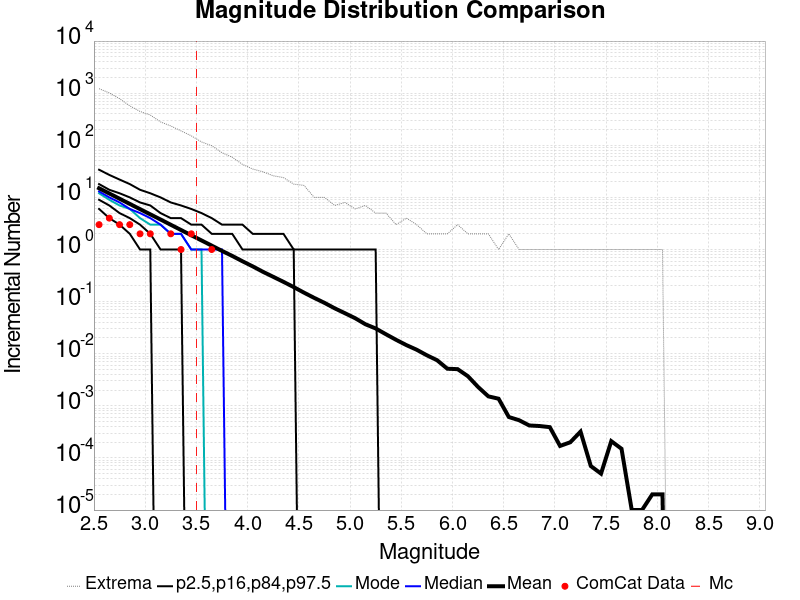 Magnitude Distribution Comparison
10^4
10^3
10^2
10^1
10^0
10^-1
10^-2
10^-3
10^-4
10^-5
Incremental Number
2.5 3.0 3.5 4.0 4.5 5.0 5.5 6.0 6.5 7.0 7.5 8.0 8.5 9.0
Magnitude
Extrema p2.5,p16,p84,p97.5 Mode Median Mean ComCat Data Mc